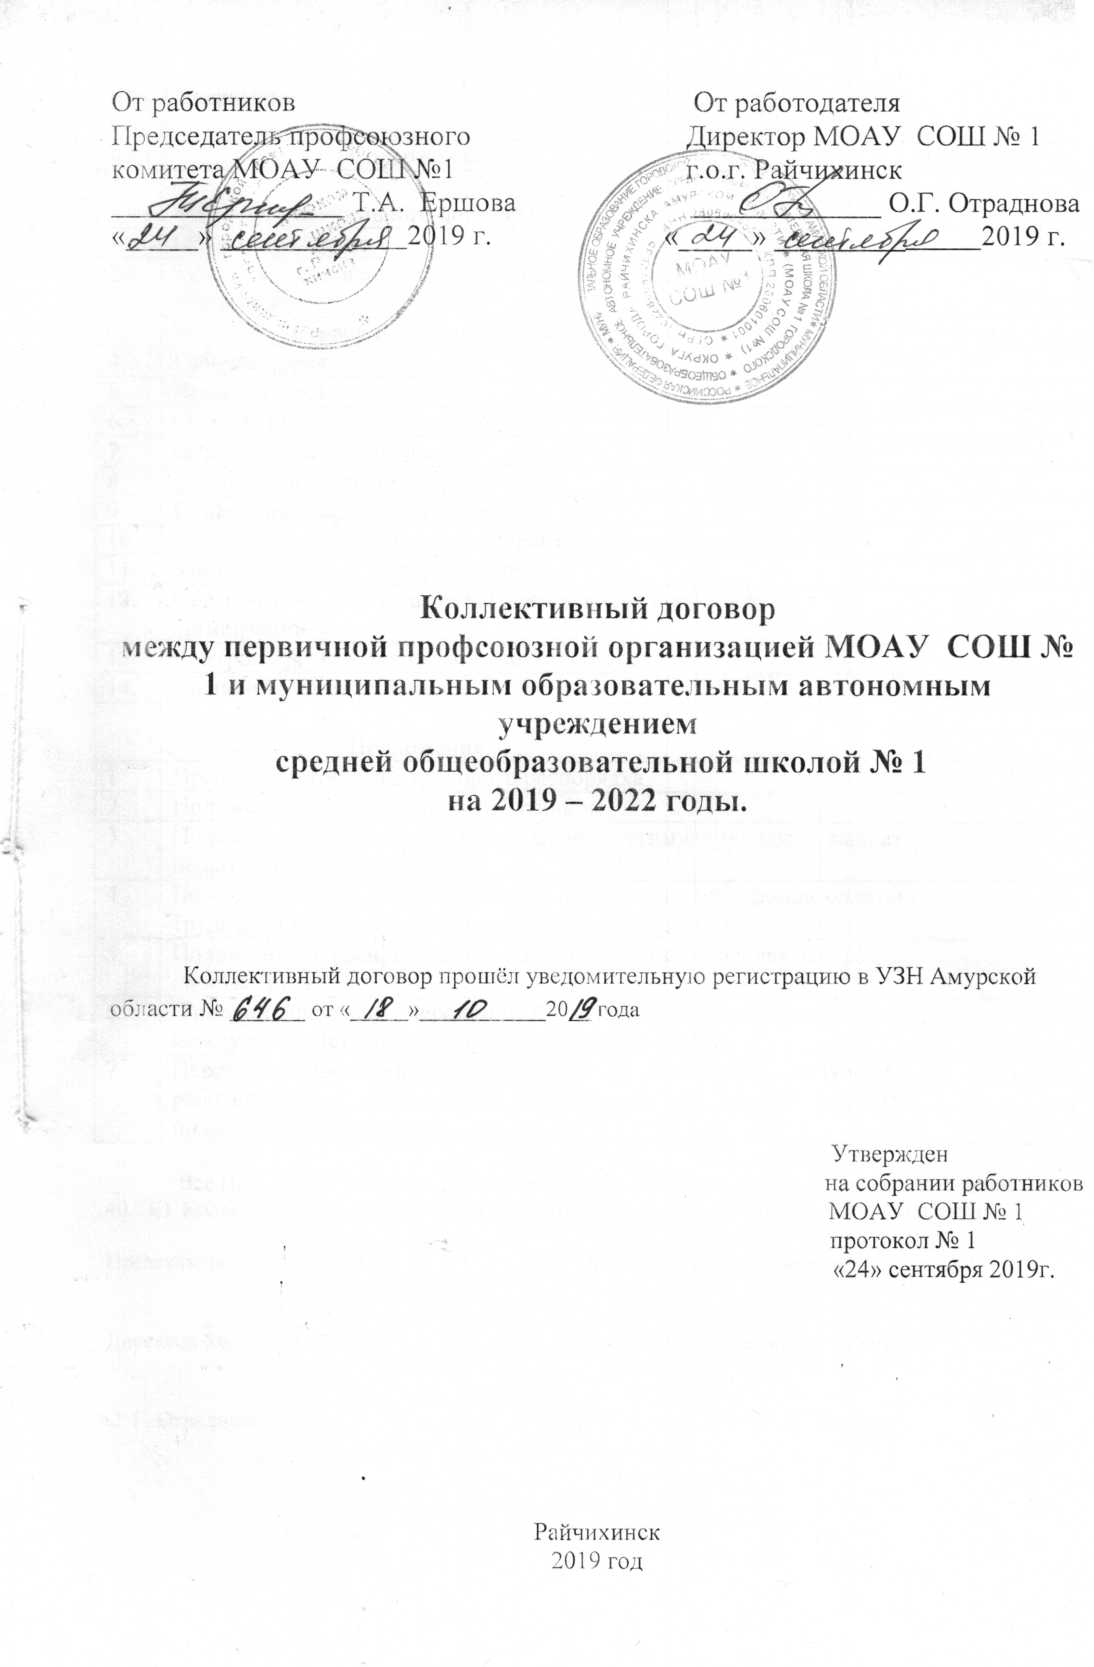 От работников
Председатель профсоюзного
комитета МОАУ СОШ №1
Т.А. Ершова
«24» сентября 2019 г.
От работодателя
Директор МОАУ СОШ № 1
г.о.г. Райчихинск
О.Г. Отраднова
«24» сентября 2019 г.
МОАУ
СОШ №1
Коллективный договор
между первичной профсоюзной организацией МОАУ СОШ №
1 и муниципальным образовательным автономным
учреждением
средней общеобразовательной школой № 1
на 2019 – 2022 годы.
Коллективный договор прошёл уведомительную регистрацию в УЗН Амурской
области № 646 от «18» 10 2019 года
Утвержден
на собрании работников
МОАУ СОШ № 1
протокол № 1
«24» сентября 2019г.
Райчихинск
2019 год